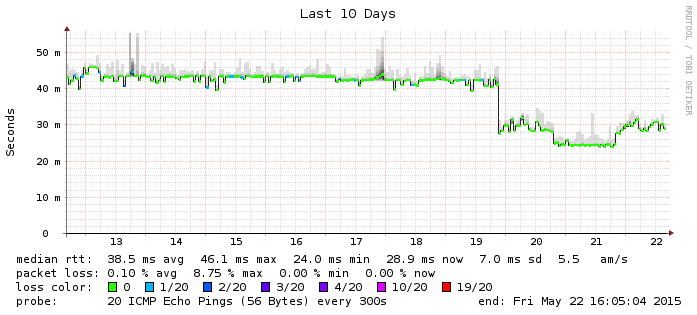 Last 10 Days
RRDTOOL / TOBI OETIKER
Seconds
50 m
40 m
30 m
20 m
10 m
0
13 14 15 16 17 18 19 20 21 22
median rtt: 38.5 ms avg 46.1 ms max 24.0 ms min 28.9 ms now 7.0 ms sd 5.5 am/s
packet loss: 0.10 % avg 8.75 % max 0.00 % min 0.00 % now
loss color: 0 1/20 2/20 3/20 4/20 10/20 19/20
probe: 20 ICMP Echo Pings (56 Bytes) every 300s end: Fri May 22 16:05:04 2015